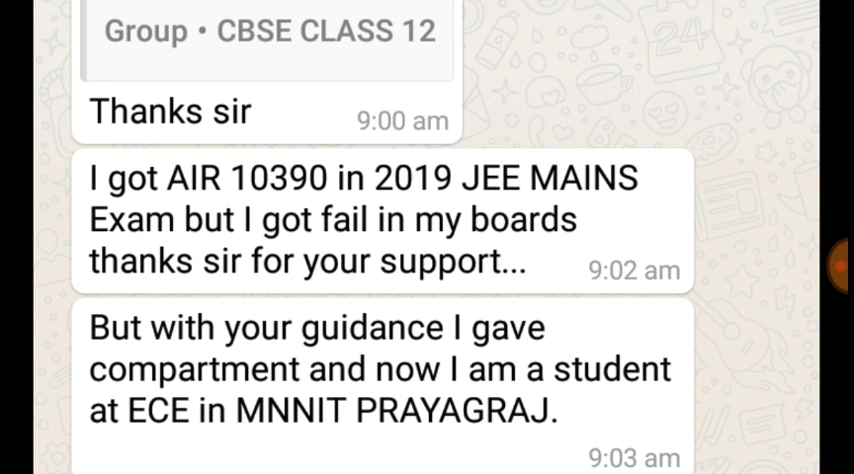 Group • CBSE CLASS 12
Thanks sir
9:00 am
I got AIR 10390 in 2019 JEE MAINS
Exam but I got fail in my boards
thanks sir for your support...
9:02 am
But with your guidance I gave
compartment and now I am a student
at ECE in MNNIT PRAYAGRAJ.
9:03 am
24